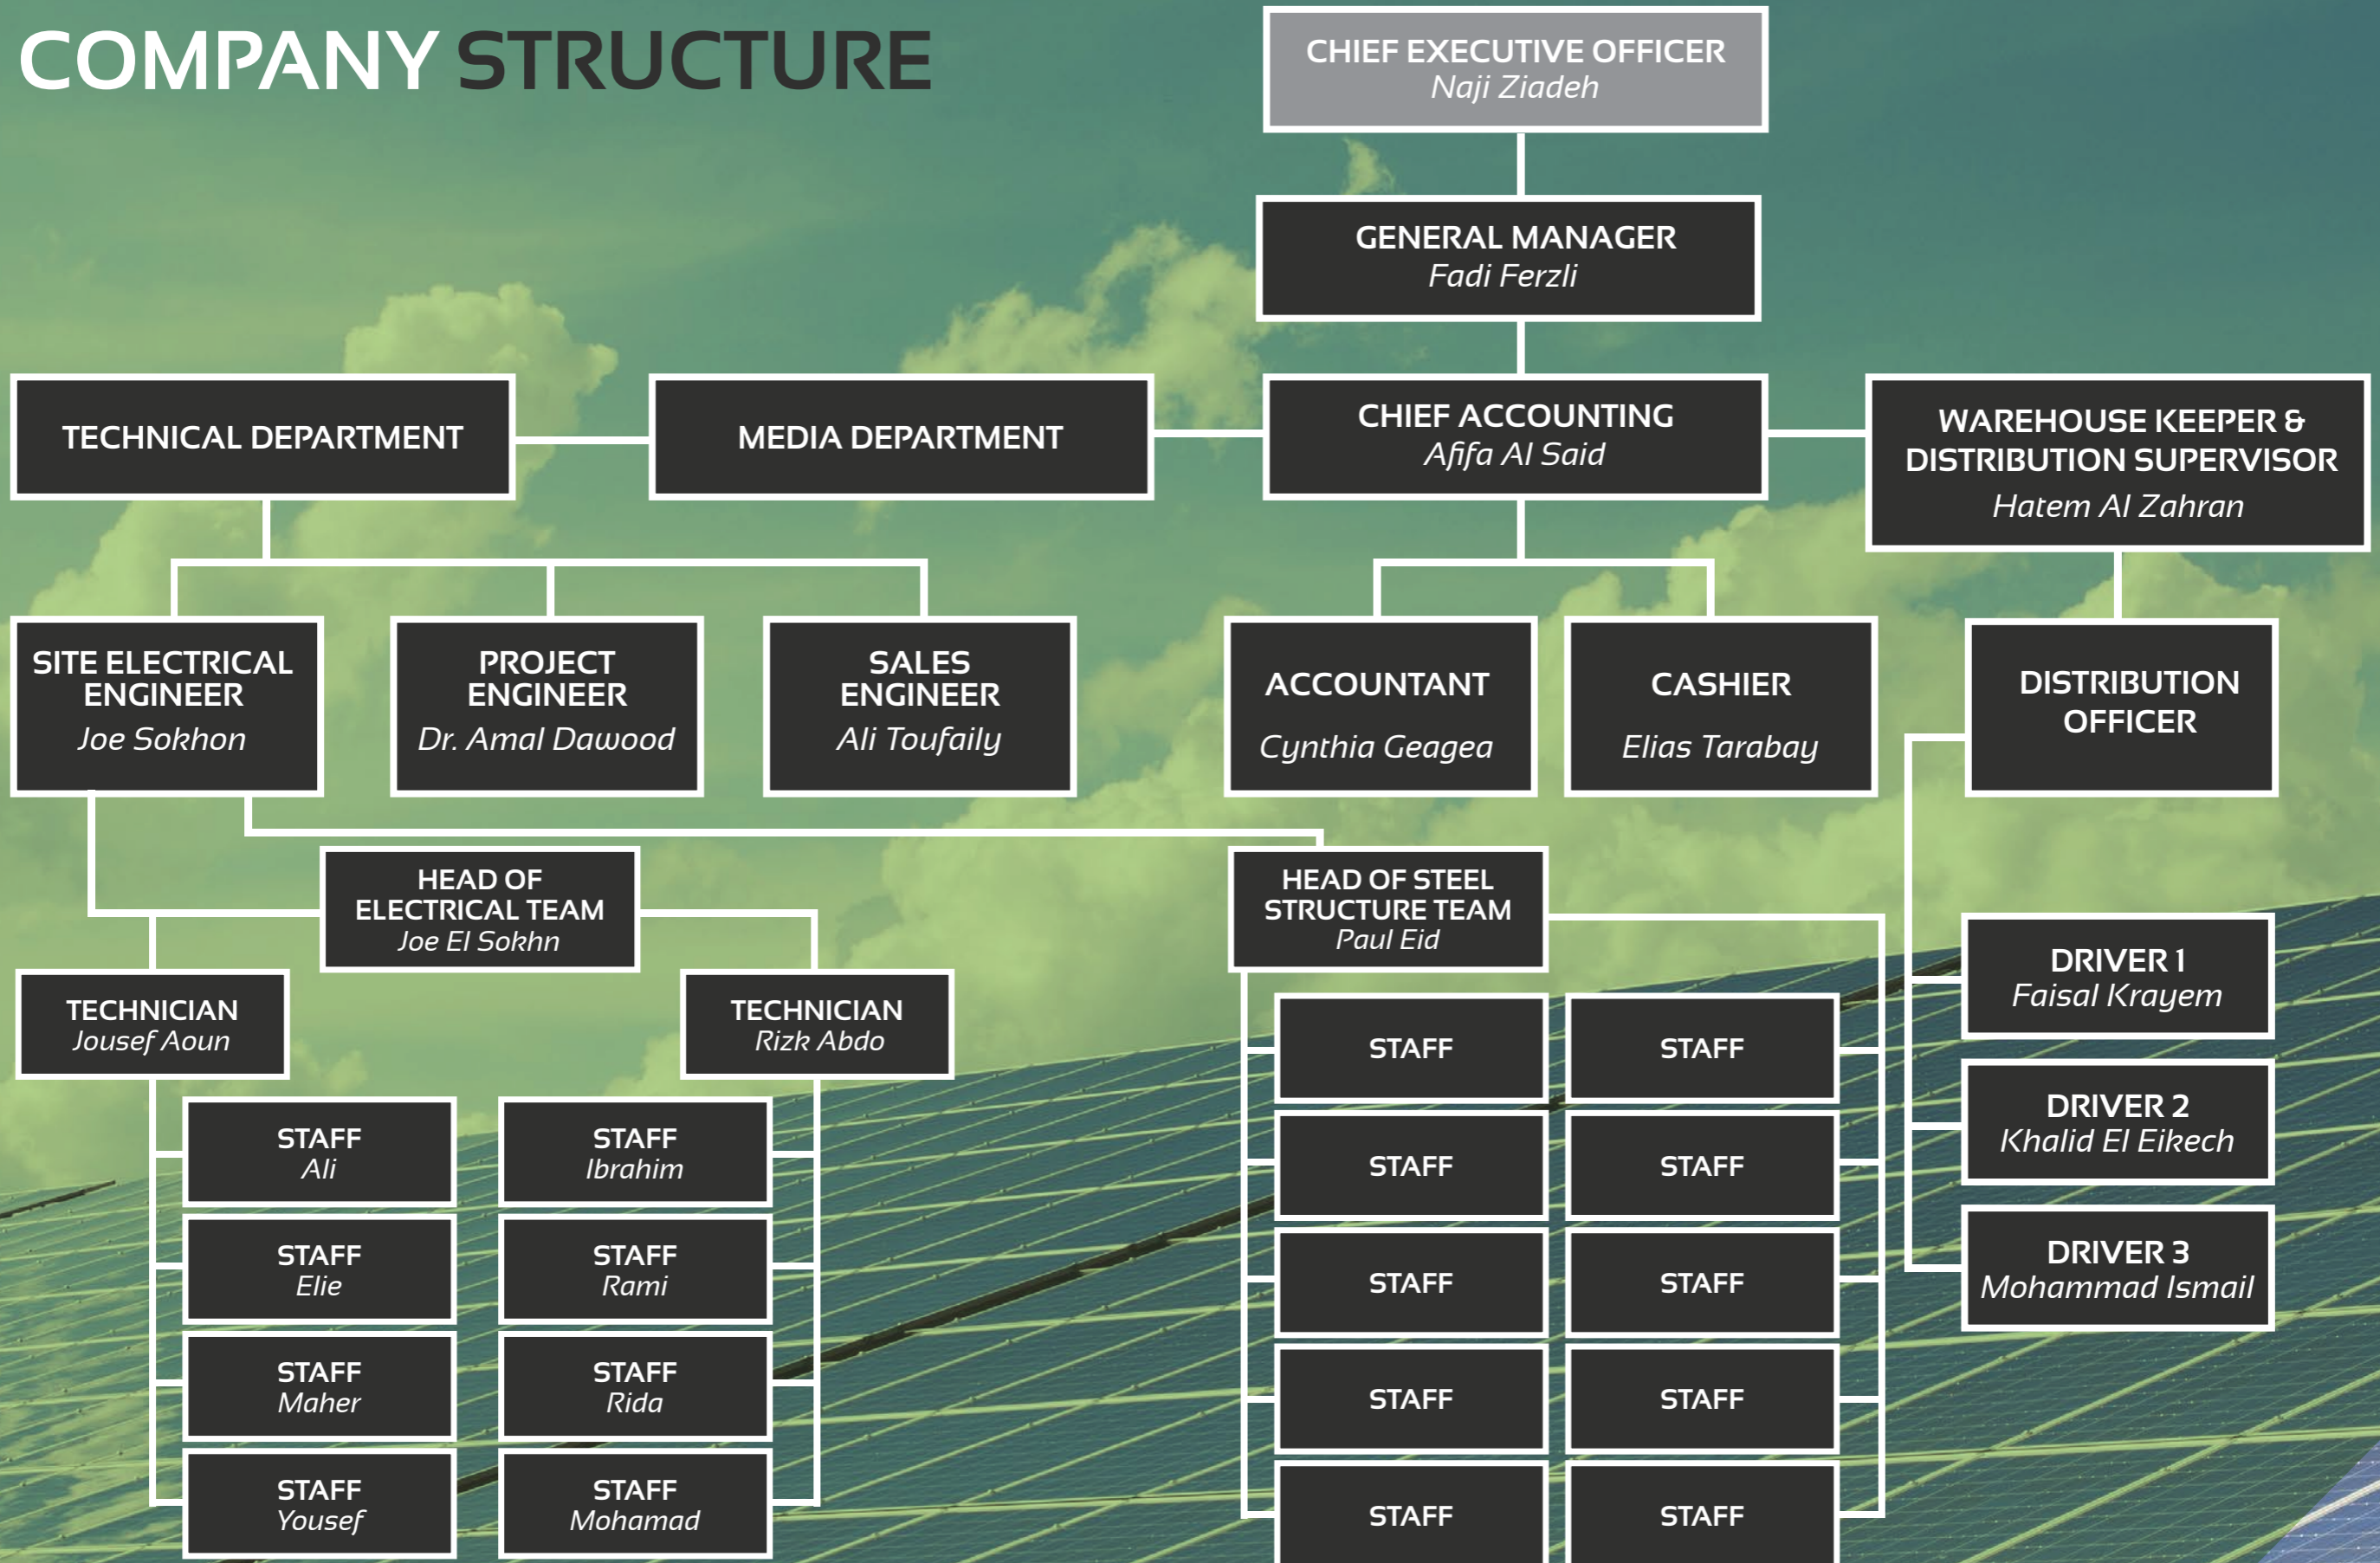 COMPANY STRUCTURE
CHIEF EXECUTIVE OFFICER
Naji Ziadeh
GENERAL MANAGER
Fadi Ferzli
TECHNICAL DEPARTMENT
MEDIA DEPARTMENT
CHIEF ACCOUNTING
Afifa Al Said
WAREHOUSE KEEPER &
DISTRIBUTION SUPERVISOR
Hatem Al Zahran
SITE ELECTRICAL
ENGINEER
Joe Sokhon
PROJECT
ENGINEER
Dr. Amal Dawood
SALES
ENGINEER
Ali Toufaily
ACCOUNTANT
Cynthia Geagea
CASHIER
Elias Tarabay
DISTRIBUTION
OFFICER
HEAD OF
ELECTRICAL TEAM
Joe El Sokhn
HEAD OF STEEL
STRUCTURE TEAM
Paul Eid
TECHNICIAN
Jousef Aoun
TECHNICIAN
Rizk Abdo
STAFF
Ali
STAFF
Ibrahim
STAFF
Elie
STAFF
Rami
STAFF
Maher
STAFF
Rida
STAFF
Yousef
STAFF
Mohamad
STAFF
STAFF
STAFF
STAFF
STAFF
STAFF
STAFF
STAFF
STAFF
STAFF
DRIVER 1
Faisal Krayem
DRIVER 2
Khalid El Eikech
DRIVER 3
Mohammad Ismail